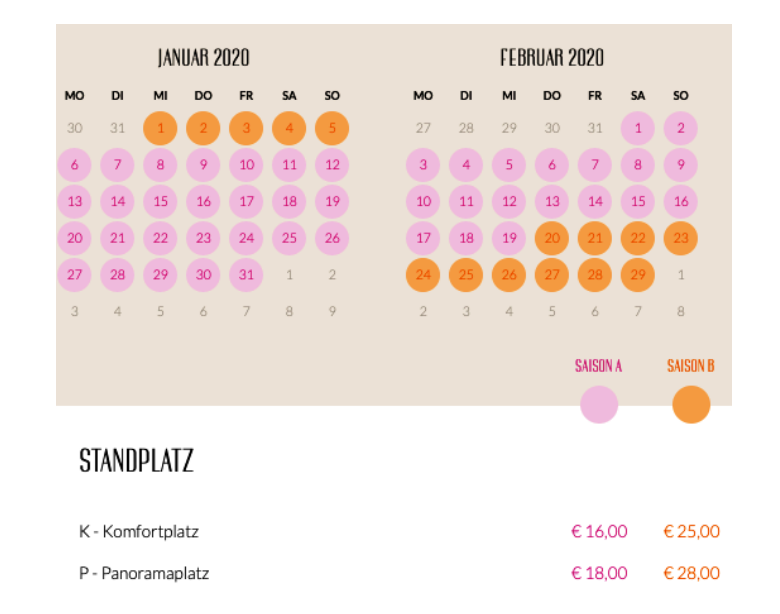 JANUAR 2020 FEBRUAR 2020
MO DI MI DO FR SA SO MO DI MI DO FR SA SO
30 31 1 2 3 4 5 27 28 29 30 31 1 2
6 7 8 9 10 11 12 3 4 5 6 7 8 9
13 14 15 16 17 18 19 10 11 12 13 14 15 16
20 21 22 23 24 25 26 17 18 19 20 21 22 23
27 28 29 30 31 1 2 24 25 26 27 28 29 1
3 4 5 6 7 8 9 2 3 4 5 6 7 8
SAISON A SAISON B
STANDPLATZ
K - Komfortplatz € 16,00 € 25,00
P - Panoramaplatz € 18,00 € 28,00